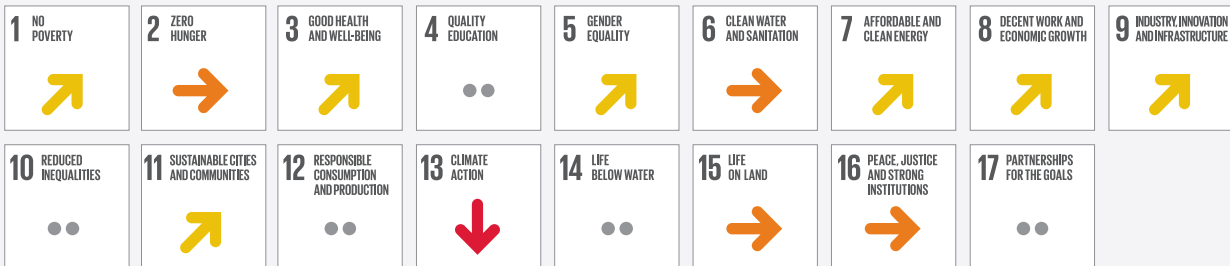 1 NO
POVERTY
2 ZERO
HUNGER
3 GOOD HEALTH
AND WELL-BEING
4 QUALITY
EDUCATION
5 GENDER
EQUALITY
6 CLEAN WATER
AND SANITATION
7 AFFORDABLE AND
CLEAN ENERGY
8 DECENT WORK AND
ECONOMIC GROWTH
9 INDUSTRY, INNOVATION
AND INFRASTRUCTURE
10 REDUCED
INEQUALITIES
11 SUSTAINABLE CITIES
AND COMMUNITIES
12 RESPONSIBLE
CONSUMPTION
AND PRODUCTION
13 CLIMATE
ACTION
14 LIFE
BELOW WATER
15 LIFE
ON LAND
16 PEACE, JUSTICE
AND STRONG
INSTITUTIONS
17 PARTNERSHIPS
FOR THE GOALS